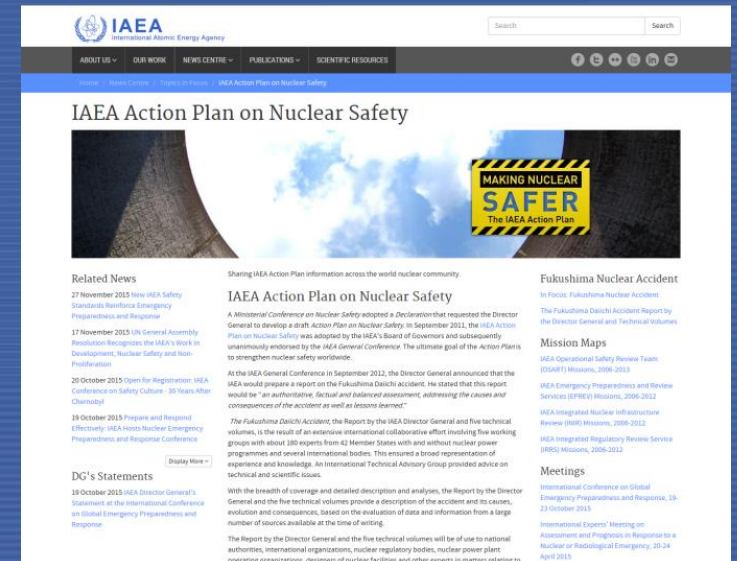 IAEA
International Atomic Energy Agency
Search
Search
ABOUT US
OUR WORK
NEWS CENTRE
PUBLICATIONS
SCIENTIFIC RESOURCES
Home / News Centre / Topics in Focus / IAEA Action Plan on Nuclear Safety
IAEA Action Plan on Nuclear Safety
MAKING NUCLEAR
SAFER
The IAEA Action Plan
Related News
27 November 2015 New IAEA Safety
Standards Reinforce Emergency
Preparedness and Response
17 November 2015 UN General Assembly
Resolution Recognizes the IAEA's Work in
Development, Nuclear Safety and Non-
Proliferation
20 October 2015 Open for Registration: IAEA
Conference on Safety Culture - 30 Years After
Chernobyl
19 October 2015 Prepare and Respond
Effectively: IAEA Hosts Nuclear Emergency
Preparedness and Response Conference
Display More
DG's Statements
19 October 2015 IAEA Director General's
Statement at the International Conference
on Global Emergency Preparedness and
Response
Sharing IAEA Action Plan information across the world nuclear community.
IAEA Action Plan on Nuclear Safety
A Ministerial Conference on Nuclear Safety adopted a Declaration that requested the Director
General to develop a draft Action Plan on Nuclear Safety. In September 2011, the IAEA Action
Plan on Nuclear Safety was adopted by the IAEA's Board of Governors and subsequently
unanimously endorsed by the IAEA General Conference. The ultimate goal of the Action Plan is
to strengthen nuclear safety worldwide.
At the IAEA General Conference in September 2012, the Director General announced that the
IAEA would prepare a report on the Fukushima Daiichi accident. He stated that this report
would be "an authoritative, factual and balanced assessment, addressing the causes and
consequences of the accident as well as lessons learned."
The Fukushima Daiichi Accident, the Report by the IAEA Director General and five technical
volumes, is the result of an extensive international collaborative effort involving five working
groups with about 180 experts from 42 Member States with and without nuclear power
programmes and several international bodies. This ensured a broad representation of
experience and knowledge. An International Technical Advisory Group provided advice on
technical and scientific issues.
With the breadth of coverage and detailed description and analyses, the Report by the Director
General and the five technical volumes provide a description of the accident and its causes,
evolution and consequences, based on the evaluation of data and information from a large
number of sources available at the time of writing.
The Report by the Director General and the five technical volumes will be of use to national
authorities, international organizations, nuclear regulatory bodies, nuclear power plant
operating organizations, designers of nuclear facilities and other experts in matters relating to
Fukushima Nuclear Accident
In Focus: Fukushima Nuclear Accident
The Fukushima Daiichi Accident Report by
the Director General and Technical Volumes
Mission Maps
IAEA Operational Safety Review Team
(OSART) Missions, 2006-2013
IAEA Emergency Preparedness and Review
Services (EPREV) Missions, 2006-2012
IAEA Integrated Nuclear Infrastructure
Review (INIR) Missions, 2006-2012
IAEA Integrated Regulatory Review Service
(IRRS) Missions, 2006-2012
Meetings
International Conference on Global
Emergency Preparedness and Response, 19-
23 October 2015
International Experts' Meeting on
Assessment and Prognosis in Response to a
Nuclear or Radiological Emergency, 20-24
April 2015